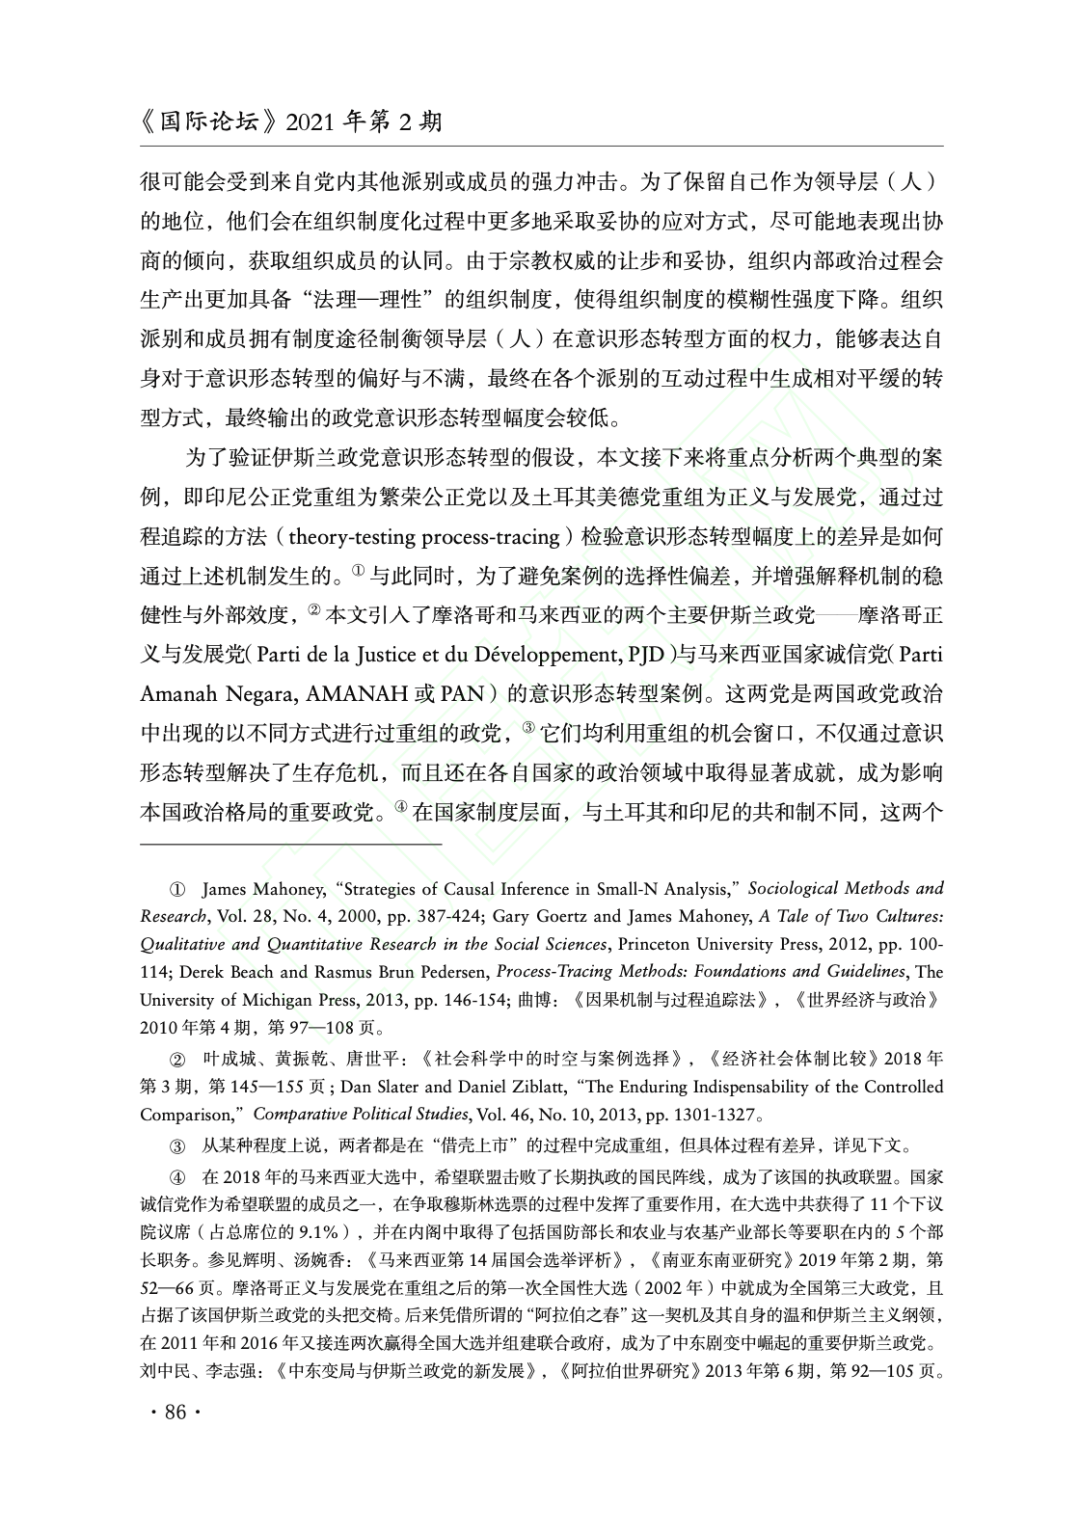 《国际论坛》2021 年第 2 期
很可能会受到来自党内其他派别或成员的强力冲击。为了保留自己作为领导层（人）
的地位，他们会在组织制度化过程中更多地采取妥协的应对方式，尽可能地表现出协
商的倾向，获取组织成员的认同。由于宗教权威的让步和妥协，组织内部政治过程会
生产出更加具备“法理—理性”的组织制度，使得组织制度的模糊性强度下降。组织
派别和成员拥有制度途径制衡领导层（人）在意识形态转型方面的权力，能够表达自
身对于意识形态转型的偏好与不满，最终在各个派别的互动过程中生成相对平缓的转
型方式，最终输出的政党意识形态转型幅度会较低。
为了验证伊斯兰政党意识形态转型的假设，本文接下来将重点分析两个典型的案
例，即印尼公正党重组为繁荣公正党以及土耳其美德党重组为正义与发展党，通过过
程追踪的方法（theory-testing process-tracing）检验意识形态转型幅度上的差异是如何
通过上述机制发生的。①与此同时，为了避免案例的选择性偏差，并增强解释机制的稳
健性与外部效度，②本文引入了摩洛哥和马来西亚的两个主要伊斯兰政党——摩洛哥正
义与发展党（Parti de la Justice et du Développement, PJD）与马来西亚国家诚信党（Parti
Amanah Negara, AMANAH 或 PAN）的意识形态转型案例。这两党是两国政党政治
中出现的以不同方式进行过重组的政党，③它们均利用重组的机会窗口，不仅通过意识
形态转型解决了生存危机，而且还在各自国家的政治领域中取得显著成就，成为影响
本国政治格局的重要政党。④在国家制度层面，与土耳其和印尼的共和制不同，这两个
① James Mahoney, “Strategies of Causal Inference in Small-N Analysis,” Sociological Methods and
Research, Vol. 28, No. 4, 2000, pp. 387-424; Gary Goertz and James Mahoney, A Tale of Two Cultures:
Qualitative and Quantitative Research in the Social Sciences, Princeton University Press, 2012, pp. 100-
114; Derek Beach and Rasmus Brun Pedersen, Process-Tracing Methods: Foundations and Guidelines, The
University of Michigan Press, 2013, pp. 146-154; 曲博：《因果机制与过程追踪法》，《世界经济与政治》
2010 年第 4 期，第 97—108 页。
② 叶成城、黄振乾、唐世平：《社会科学中的时空与案例选择》，《经济社会体制比较》2018 年
第 3 期，第 145—155 页；Dan Slater and Daniel Ziblatt, “The Enduring Indispensability of the Controlled
Comparison,” Comparative Political Studies, Vol. 46, No. 10, 2013, pp. 1301-1327。
③ 从某种程度上说，两者都是在“借壳上市”的过程中完成重组，但具体过程有差异，详见下文。
④ 在 2018 年的马来西亚大选中，希望联盟击败了长期执政的国民阵线，成为了该国的执政联盟。国家
诚信党作为希望联盟的成员之一，在争取穆斯林选票的过程中发挥了重要作用，在大选中共获得了 11 个下议
院议席（占总席位的 9.1%），并在内阁中取得了包括国防部长和农业与农基产业部长等要职在内的 5 个部
长职务。参见辉明、汤婉香：《马来西亚第 14 届国会选举评析》，《南亚东南亚研究》2019 年第 2 期，第
52—66 页。摩洛哥正义与发展党在重组之后的第一次全国性大选（2002 年）中就成为全国第三大政党，且
占据了该国伊斯兰政党的头把交椅。后来凭借所谓的“阿拉伯之春”这一契机及其自身的温和伊斯兰主义纲领，
在 2011 年和 2016 年又接连两次赢得全国大选并组建联合政府，成为了中东剧变中崛起的重要伊斯兰政党。
刘中民、李志强：《中东变局与伊斯兰政党的新发展》，《阿拉伯世界研究》2013 年第 6 期，第 92—105 页。
· 86 ·